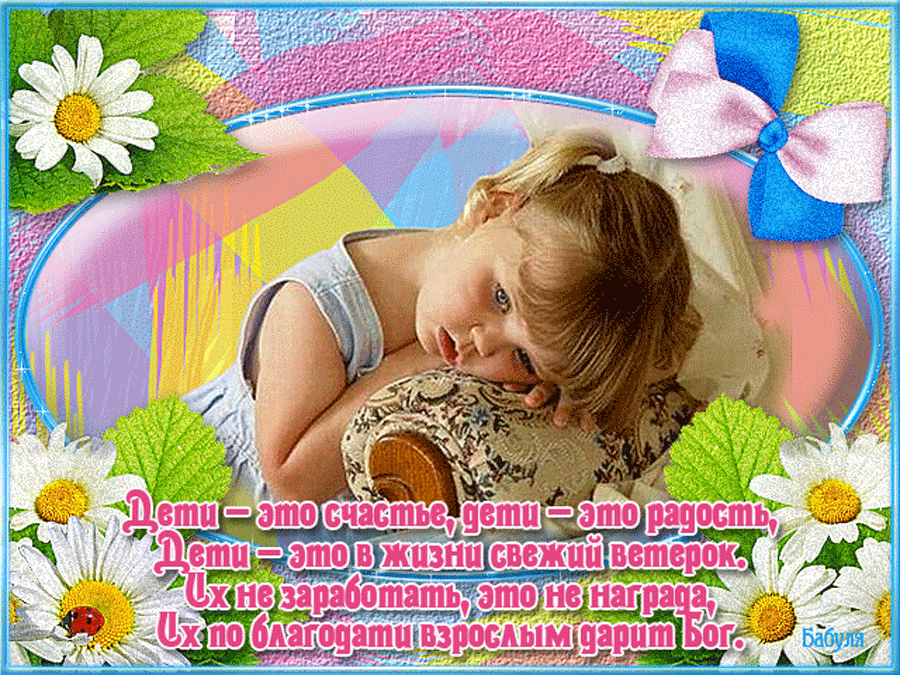 Дети – это счастье, дети – это радость,
Дети – это в жизни свежий ветерок.
Их не заработать, это не награда,
Их по благодати взрослым дарит Бог.
Бабуля